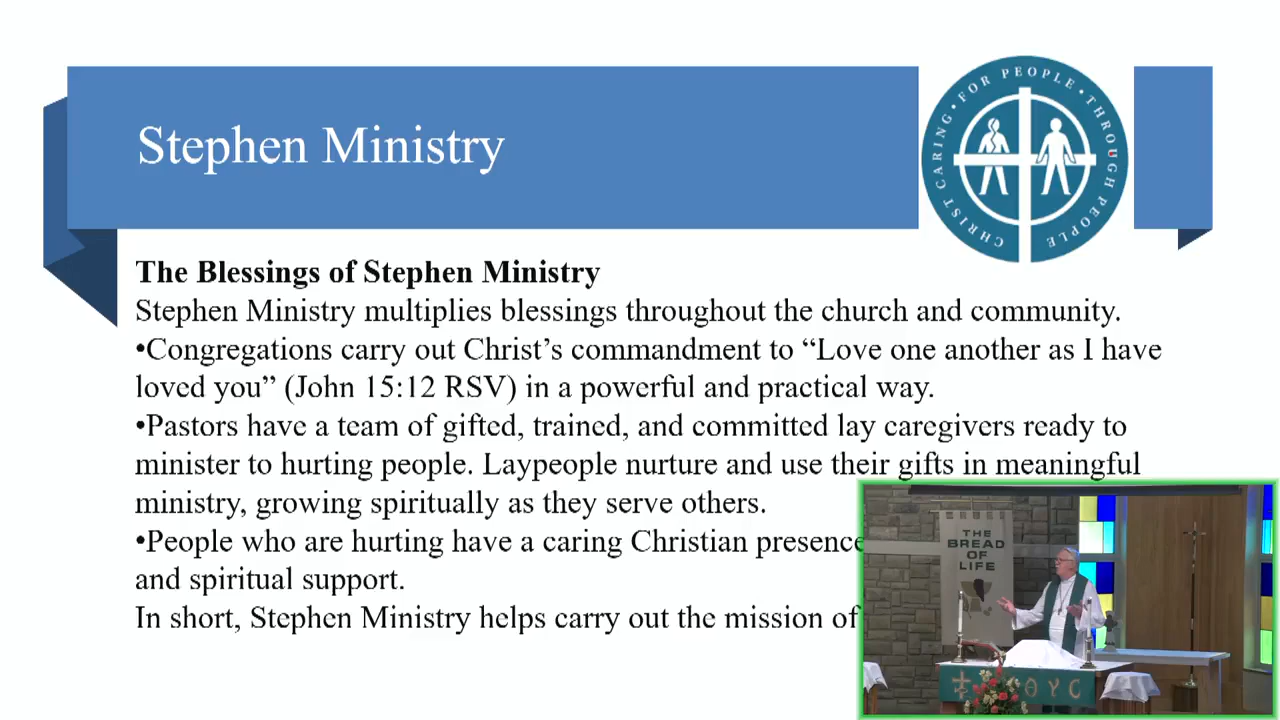 Stephen Ministry
CHRIST CARING • FOR PEOPLE • THROUGH PEOPLE
The Blessings of Stephen Ministry
Stephen Ministry multiplies blessings throughout the church and community.
•Congregations carry out Christ’s commandment to “Love one another as I have
loved you” (John 15:12 RSV) in a powerful and practical way.
•Pastors have a team of gifted, trained, and committed lay caregivers ready to
minister to hurting people. Laypeople nurture and use their gifts in meaningful
ministry, growing spiritually as they serve others.
•People who are hurting have a caring Christian presence
and spiritual support.
In short, Stephen Ministry helps carry out the mission of
THE
BREAD
OF
LIFE
ΘΥϹ